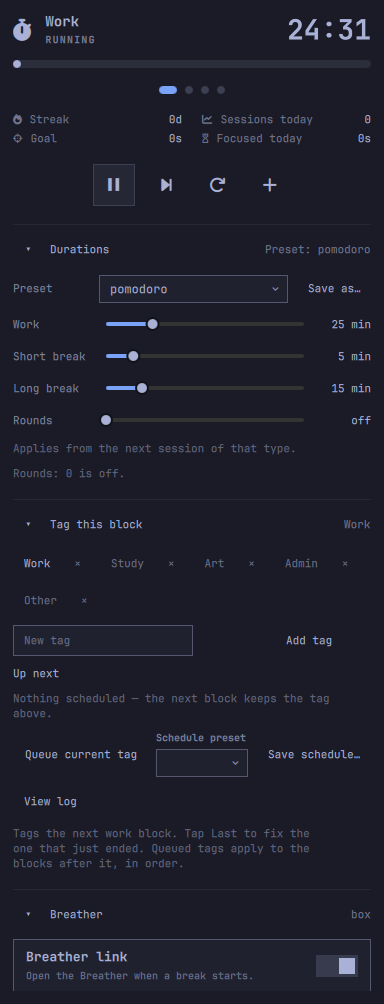 Work
RUNNING
24:31
Streak 0d
Sessions today 0
Goal 0s
Focused today 0s
Durations Preset: pomodoro
Preset pomodoro Save as…
Work 25 min
Short break 5 min
Long break 15 min
Rounds off
Applies from the next session of that type.
Rounds: 0 is off.
Tag this block Work
Work × Study × Art × Admin ×
Other ×
New tag Add tag
Up next
Nothing scheduled — the next block keeps the tag
above.
Schedule preset
Queue current tag Save schedule…
View log
Tags the next work block. Tap Last to fix the
one that just ended. Queued tags apply to the
blocks after it, in order.
Breather box
Breather link
Open the Breather when a break starts.